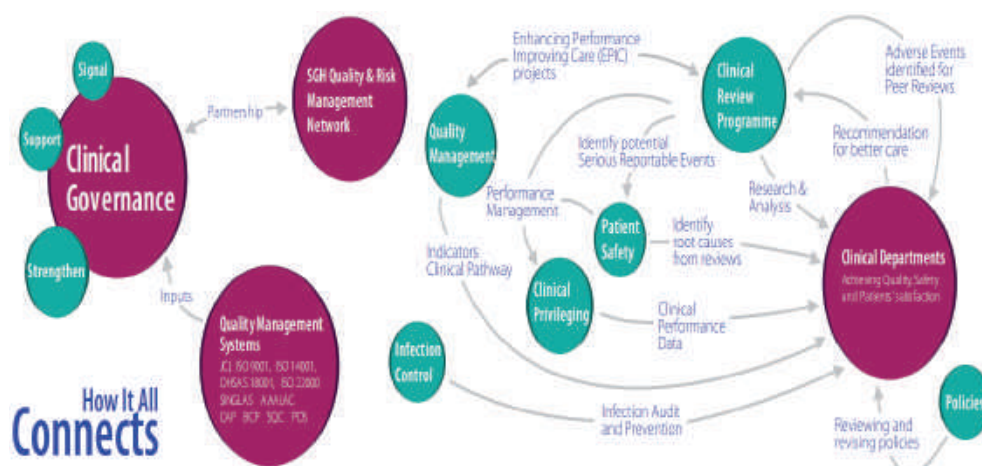 Signal
Support
Clinical
Governance
Strengthen
Partnership
SGH Quality & Risk
Management
Network
Inputs
Quality Management
Systems
JCI, ISO 9001, ISO 14001,
OHSAS 18001, ISO 22000
SINGLAS AAALAC
CAP BCP SQC PDS
How It All
Connects
Enhancing Performance
Improving Care (EPIC)
projects
Quality
Management
Clinical
Review
Programme
Adverse Events
identified for
Peer Reviews
Identify potential
Serious Reportable Events
Recommendation
for better care
Performance
Management
Research &
Analysis
Patient
Safety
Identify
root causes
from reviews
Indicators
Clinical Pathway
Clinical
Privileging
Clinical
Performance
Data
Clinical Departments
Achieving Quality, Safety
and Patients' satisfaction
Infection
Control
Infection Audit
and Prevention
Policies
Reviewing and
revising policies